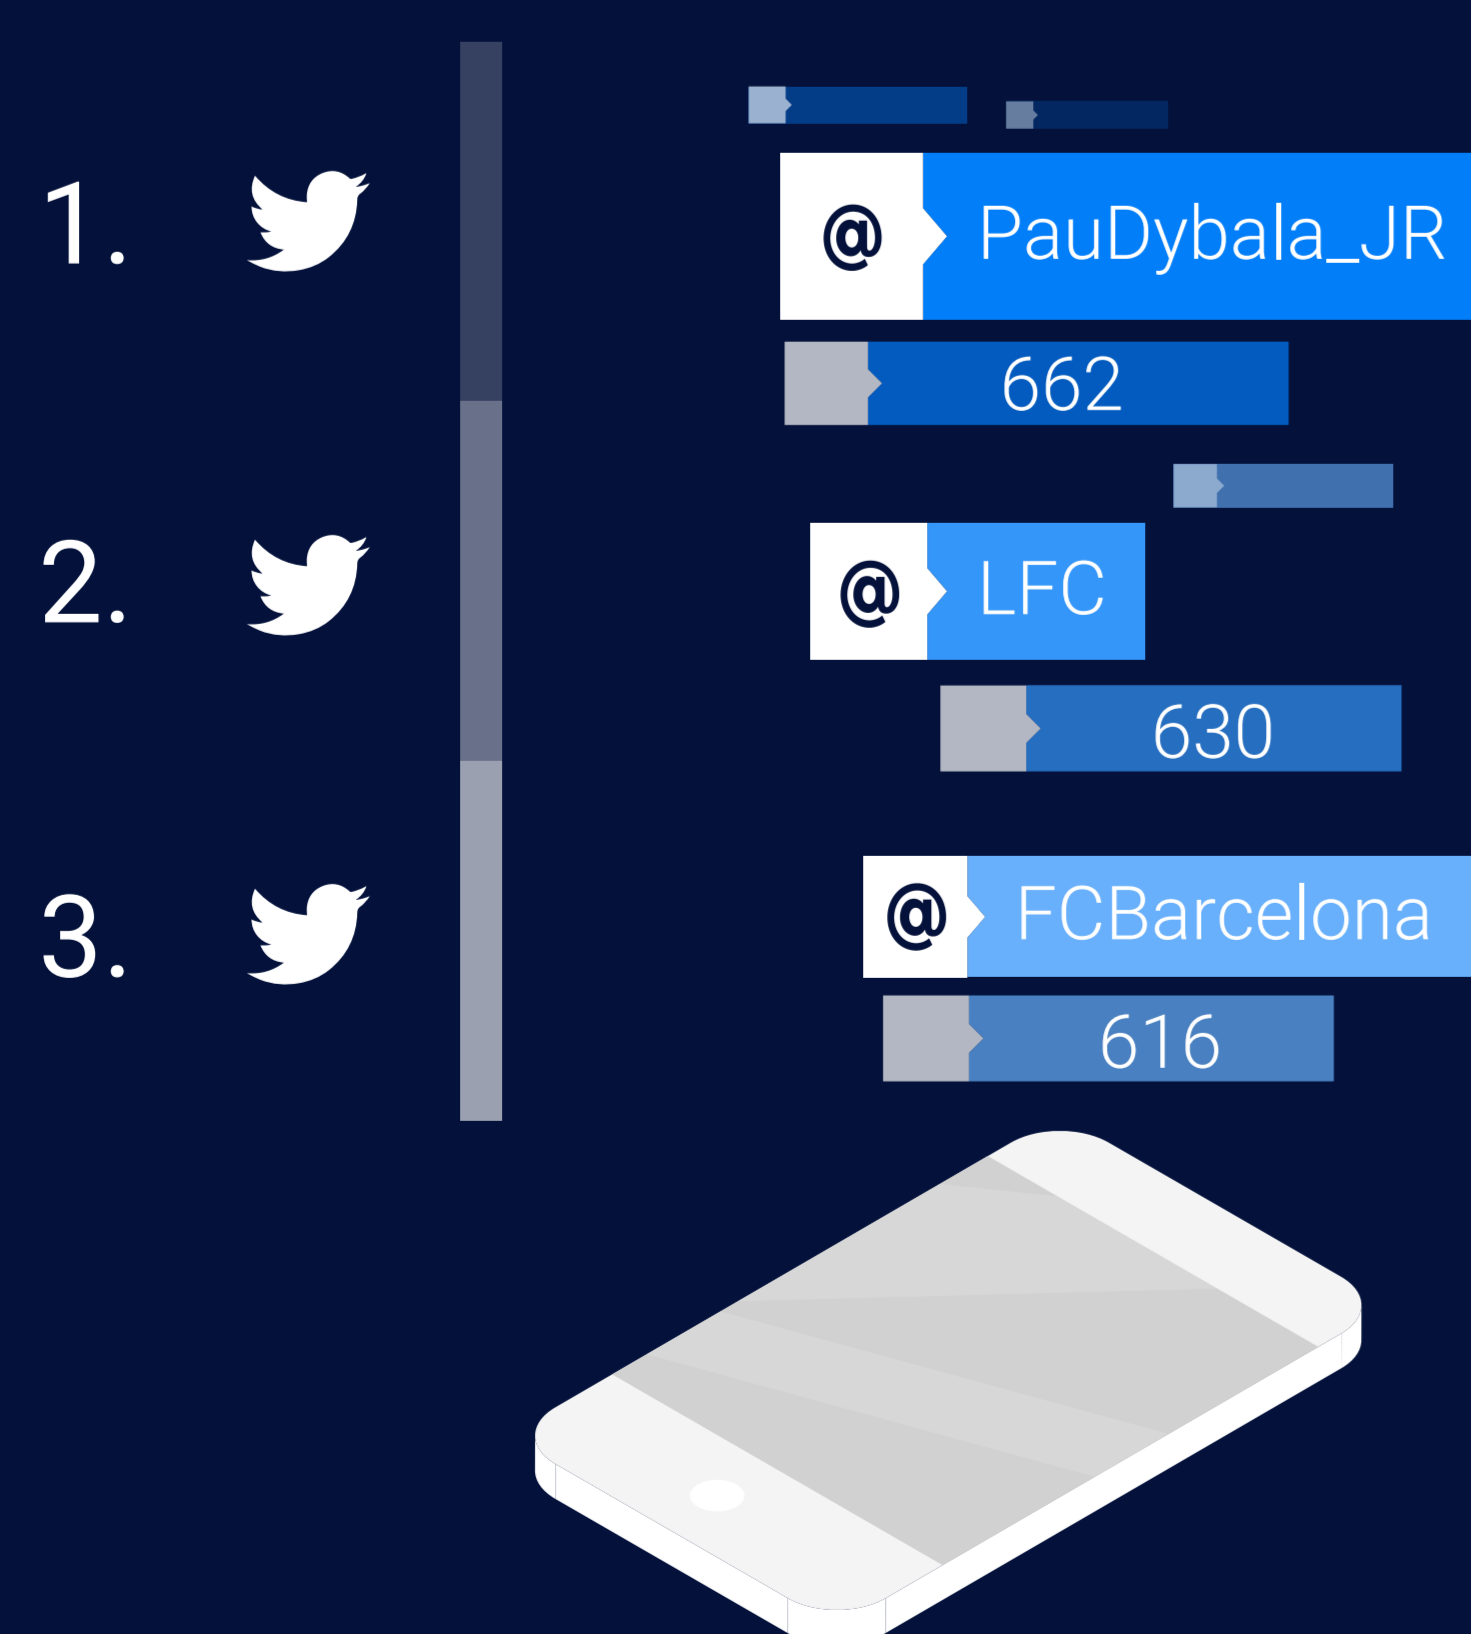 1. @ PauDybala_JR
662
2. @ LFC
630
3. @ FCBarcelona
616